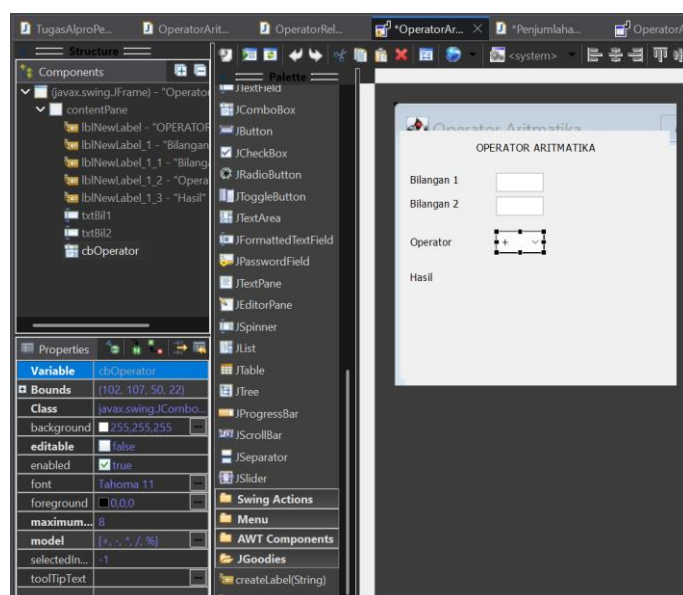 TugasAlproPe...
OperatorArit...
OperatorRel...
*OperatorAr...
*Penjumlaha...
OperatorA
Structure
Components
(javax.swing.JFrame) - "Operato
contentPane
lblNewLabel - "OPERATOR
lblNewLabel_1 - "Bilangan
lblNewLabel_1_1 - "Bilang
lblNewLabel_1_2 - "Opera
lblNewLabel_1_3 - "Hasil"
txtBil1
txtBil2
cbOperator
Properties
Variable cbOperator
Bounds (102, 107, 50, 22)
Class javax.swing.JCombo...
background 255,255,255
editable false
enabled true
font Tahoma 11
foreground 0,0,0
maximum... 8
model [+, -, *, /, %]
selectedIn... -1
toolTipText
<system>
Palette
JTextField
JComboBox
JButton
JCheckBox
JRadioButton
JToggleButton
JTextArea
JFormattedTextField
JPasswordField
JTextPane
JEditorPane
JSpinner
JList
JTable
JTree
JProgressBar
JScrollBar
JSeparator
JSlider
Swing Actions
Menu
AWT Components
JGoodies
createLabel(String)
Operator Aritmatika
OPERATOR ARITMATIKA
Bilangan 1
Bilangan 2
Operator +
Hasil